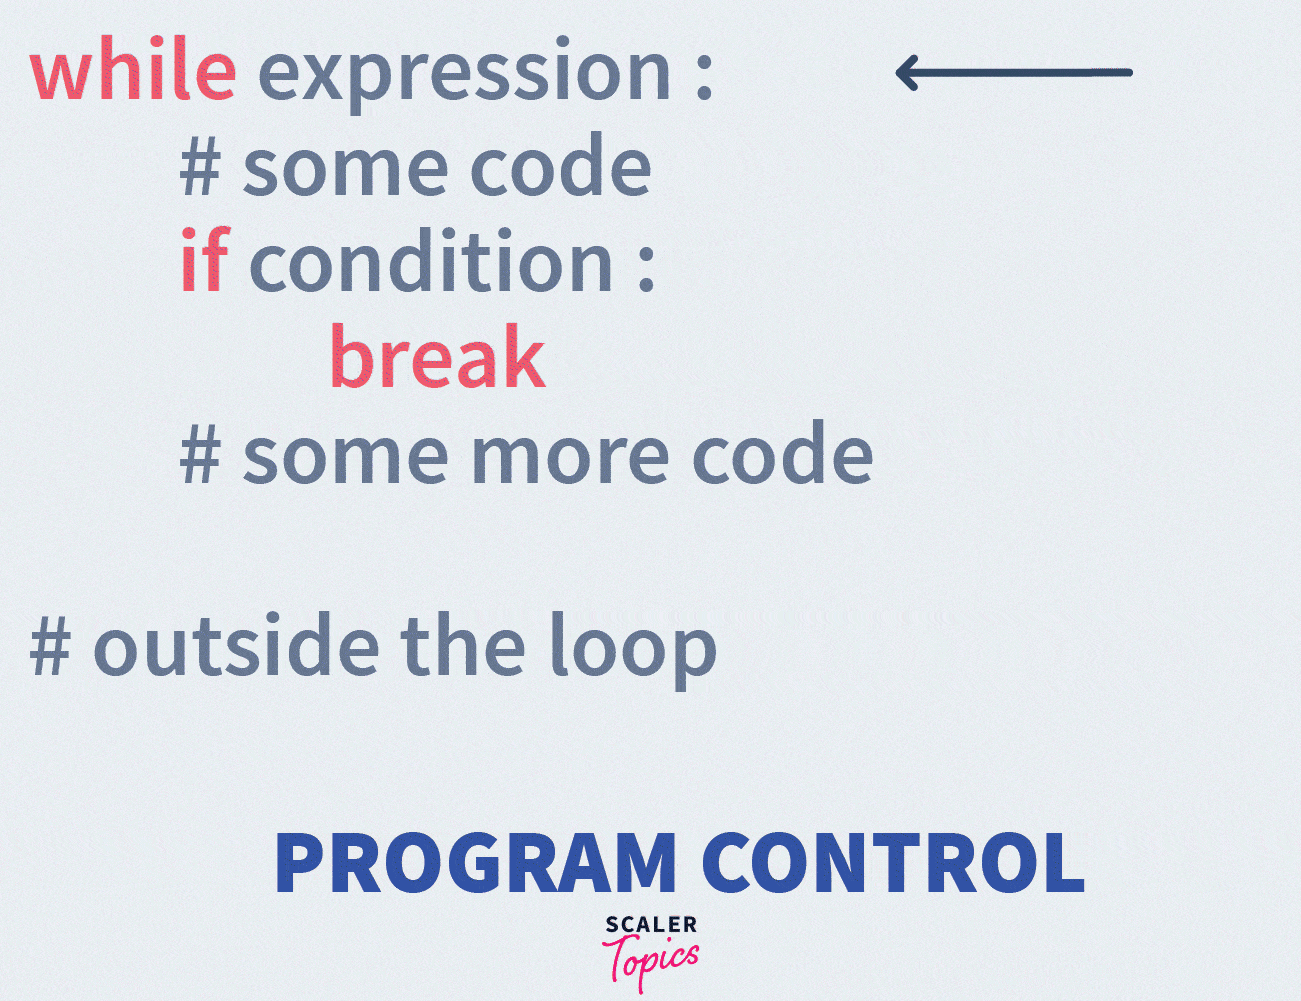 while expression :
# some code
if condition :
break
# some more code
# outside the loop
PROGRAM CONTROL
SCALER
Topics